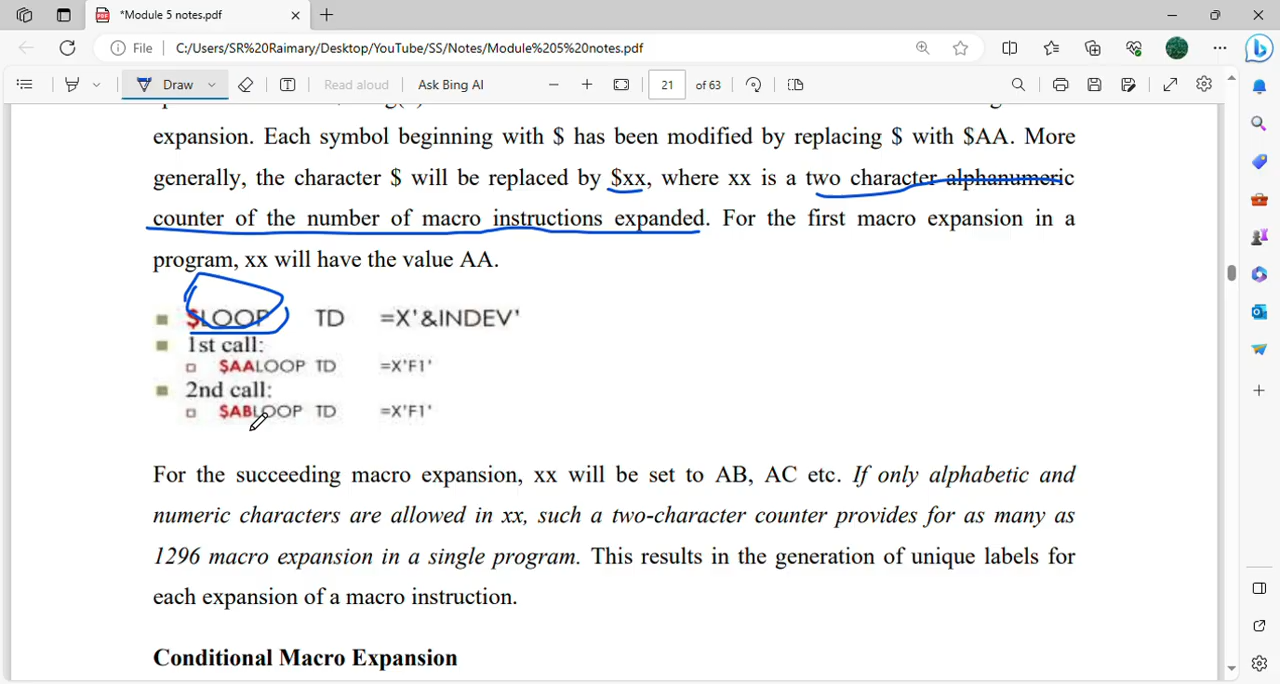 *Module 5 notes.pdf
File C:/Users/SR%20Raimary/Desktop/YouTube/SS/Notes/Module%205%20notes.pdf
Draw Read aloud Ask Bing AI 21 of 63
expansion. Each symbol beginning with $ has been modified by replacing $ with $AA. More
generally, the character $ will be replaced by $xx, where xx is a two character alphanumeric
counter of the number of macro instructions expanded. For the first macro expansion in a
program, xx will have the value AA.
$LOOP TD =X'&INDEV'
1st call:
$AALOOP TD =X'F1'
2nd call:
$ABLOOP TD =X'F1'
For the succeeding macro expansion, xx will be set to AB, AC etc. If only alphabetic and
numeric characters are allowed in xx, such a two-character counter provides for as many as
1296 macro expansion in a single program. This results in the generation of unique labels for
each expansion of a macro instruction.
Conditional Macro Expansion